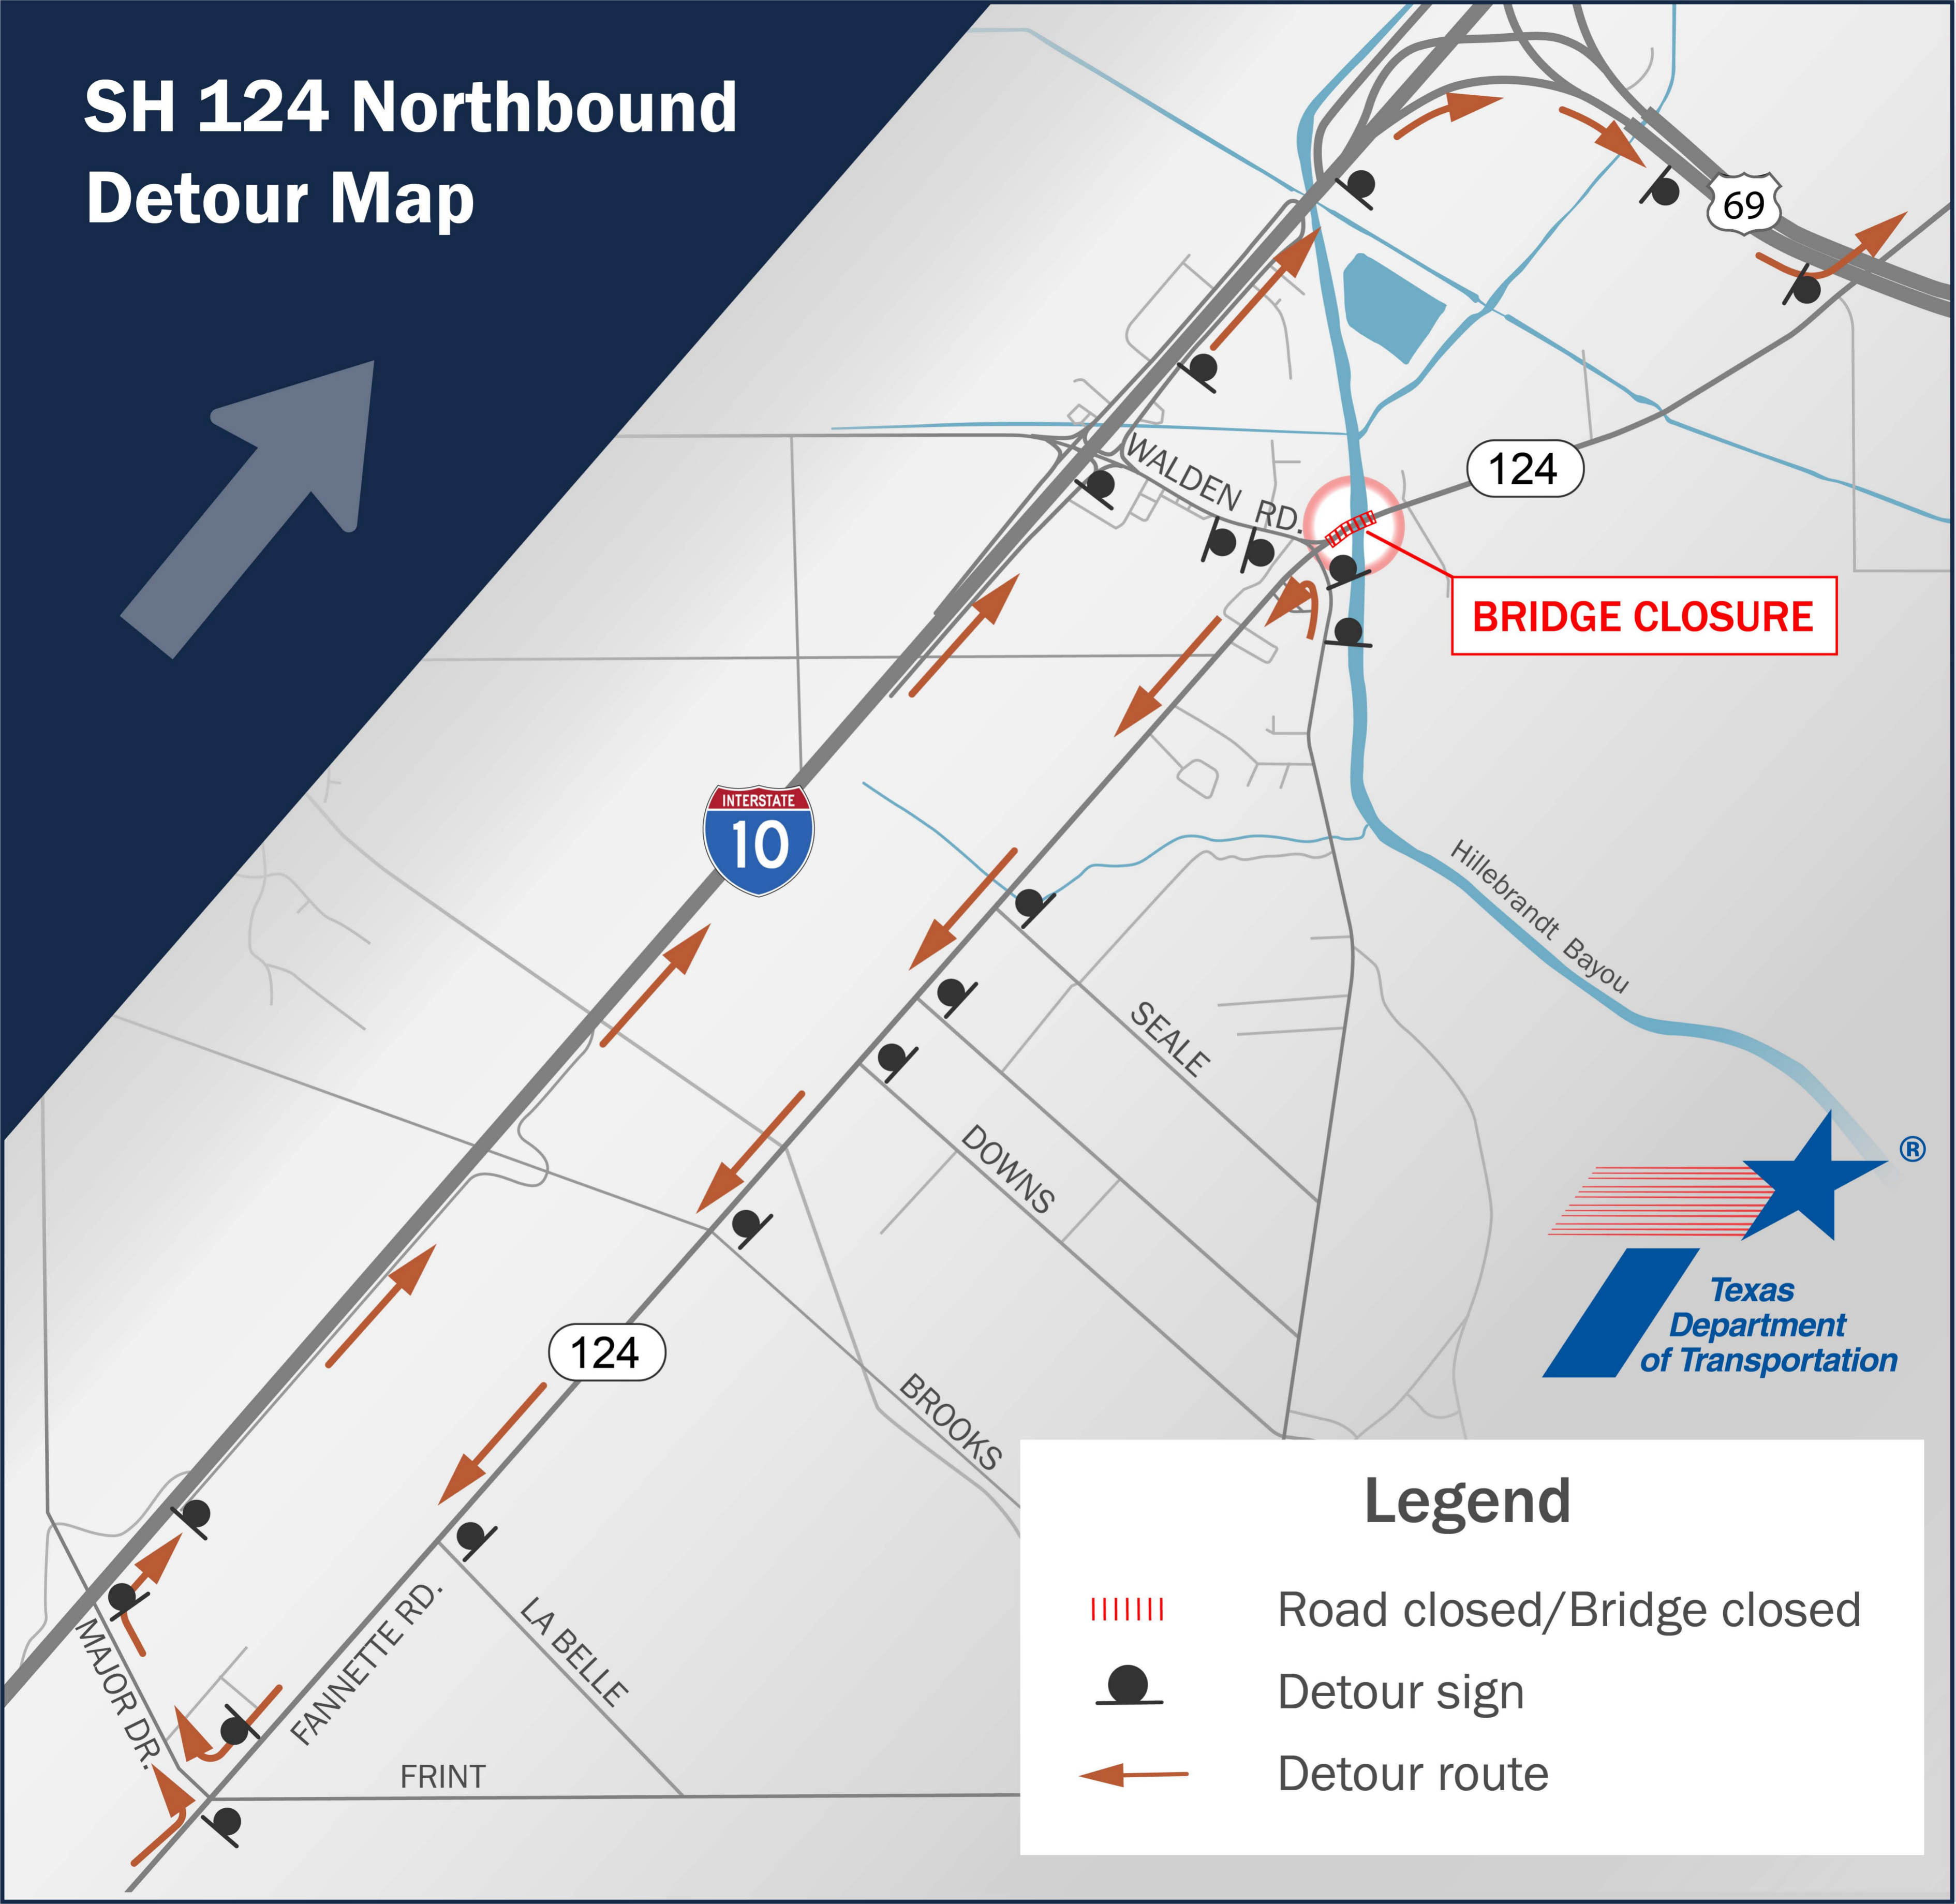 SH 124 Northbound
Detour Map
69
WALDEN RD.
124
BRIDGE CLOSURE
INTERSTATE
10
Hillebrandt Bayou
SEALE
DOWNS
®
Texas
Department
of Transportation
124
BROOKS
FANNETTE RD.
LA BELLE
MAJOR DR.
FRINT
Legend
Road closed/Bridge closed
Detour sign
Detour route